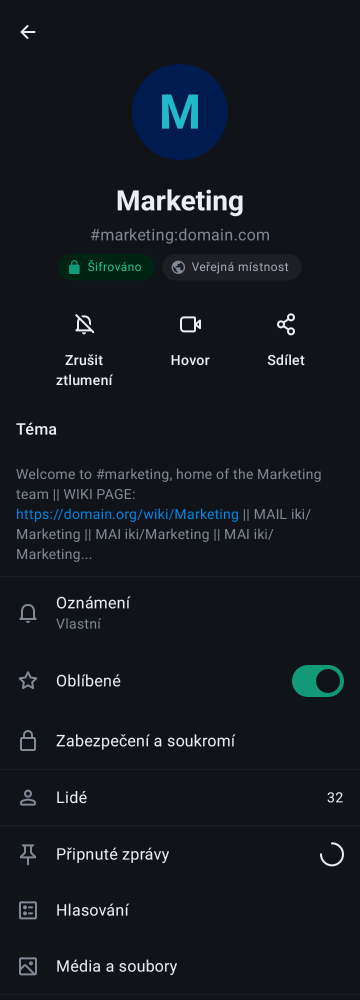 M
Marketing
#marketing:domain.com
Šifrováno
Veřejná místnost
Zrušit
ztlumení
Hovor
Sdílet
Téma
Welcome to #marketing, home of the Marketing
team || WIKI PAGE:
https://domain.org/wiki/Marketing || MAIL iki/
Marketing || MAI iki/Marketing || MAI iki/
Marketing...
Oznámení
Vlastní
Oblíbené
Zabezpečení a soukromí
Lidé 32
Připnuté zprávy
Hlasování
Média a soubory